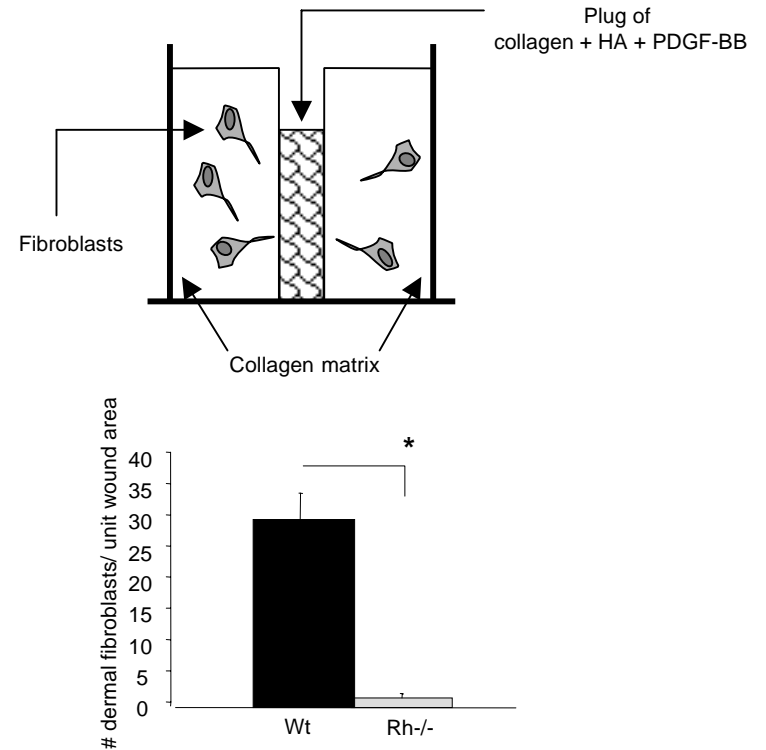 Plug of
collagen + HA + PDGF-BB
Fibroblasts
Collagen matrix
# dermal fibroblasts/ unit wound area
40
35
30
25
20
15
10
5
0
*
Wt
Rh-/-